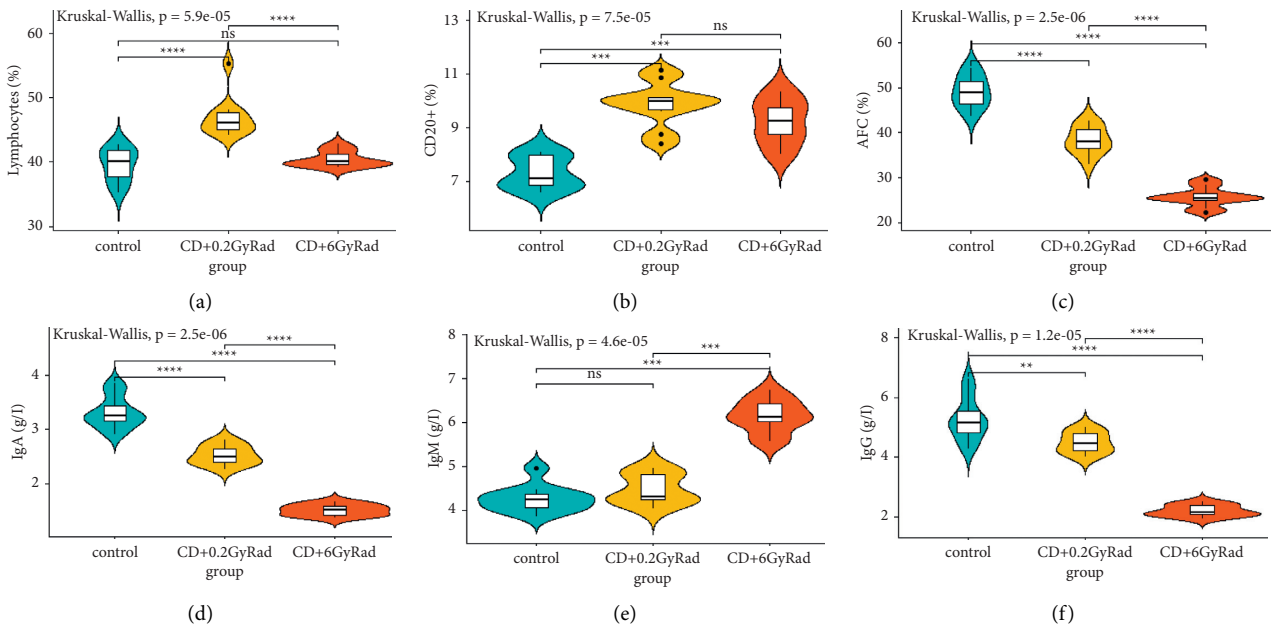 Kruskal-Wallis, p = 5.9e-05
ns
****
****
60
50
40
30
Lymphocytes (%)
control
CD+0.2GyRad
CD+6GyRad
group
(a)
Kruskal-Wallis, p = 7.5e-05
ns
***
***
13
11
9
7
CD20+ (%)
control
CD+0.2GyRad
CD+6GyRad
group
(b)
Kruskal-Wallis, p = 2.5e-06
****
****
****
60
50
40
30
20
AFC (%)
control
CD+0.2GyRad
CD+6GyRad
group
(c)
Kruskal-Wallis, p = 2.5e-06
****
****
****
4
3
2
IgA (g/I)
control
CD+0.2GyRad
CD+6GyRad
group
(d)
Kruskal-Wallis, p = 4.6e-05
***
***
ns
8
7
6
5
4
IgM (g/I)
control
CD+0.2GyRad
CD+6GyRad
group
(e)
Kruskal-Wallis, p = 1.2e-05
****
****
**
8
6
4
2
IgG (g/I)
control
CD+0.2GyRad
CD+6GyRad
group
(f)